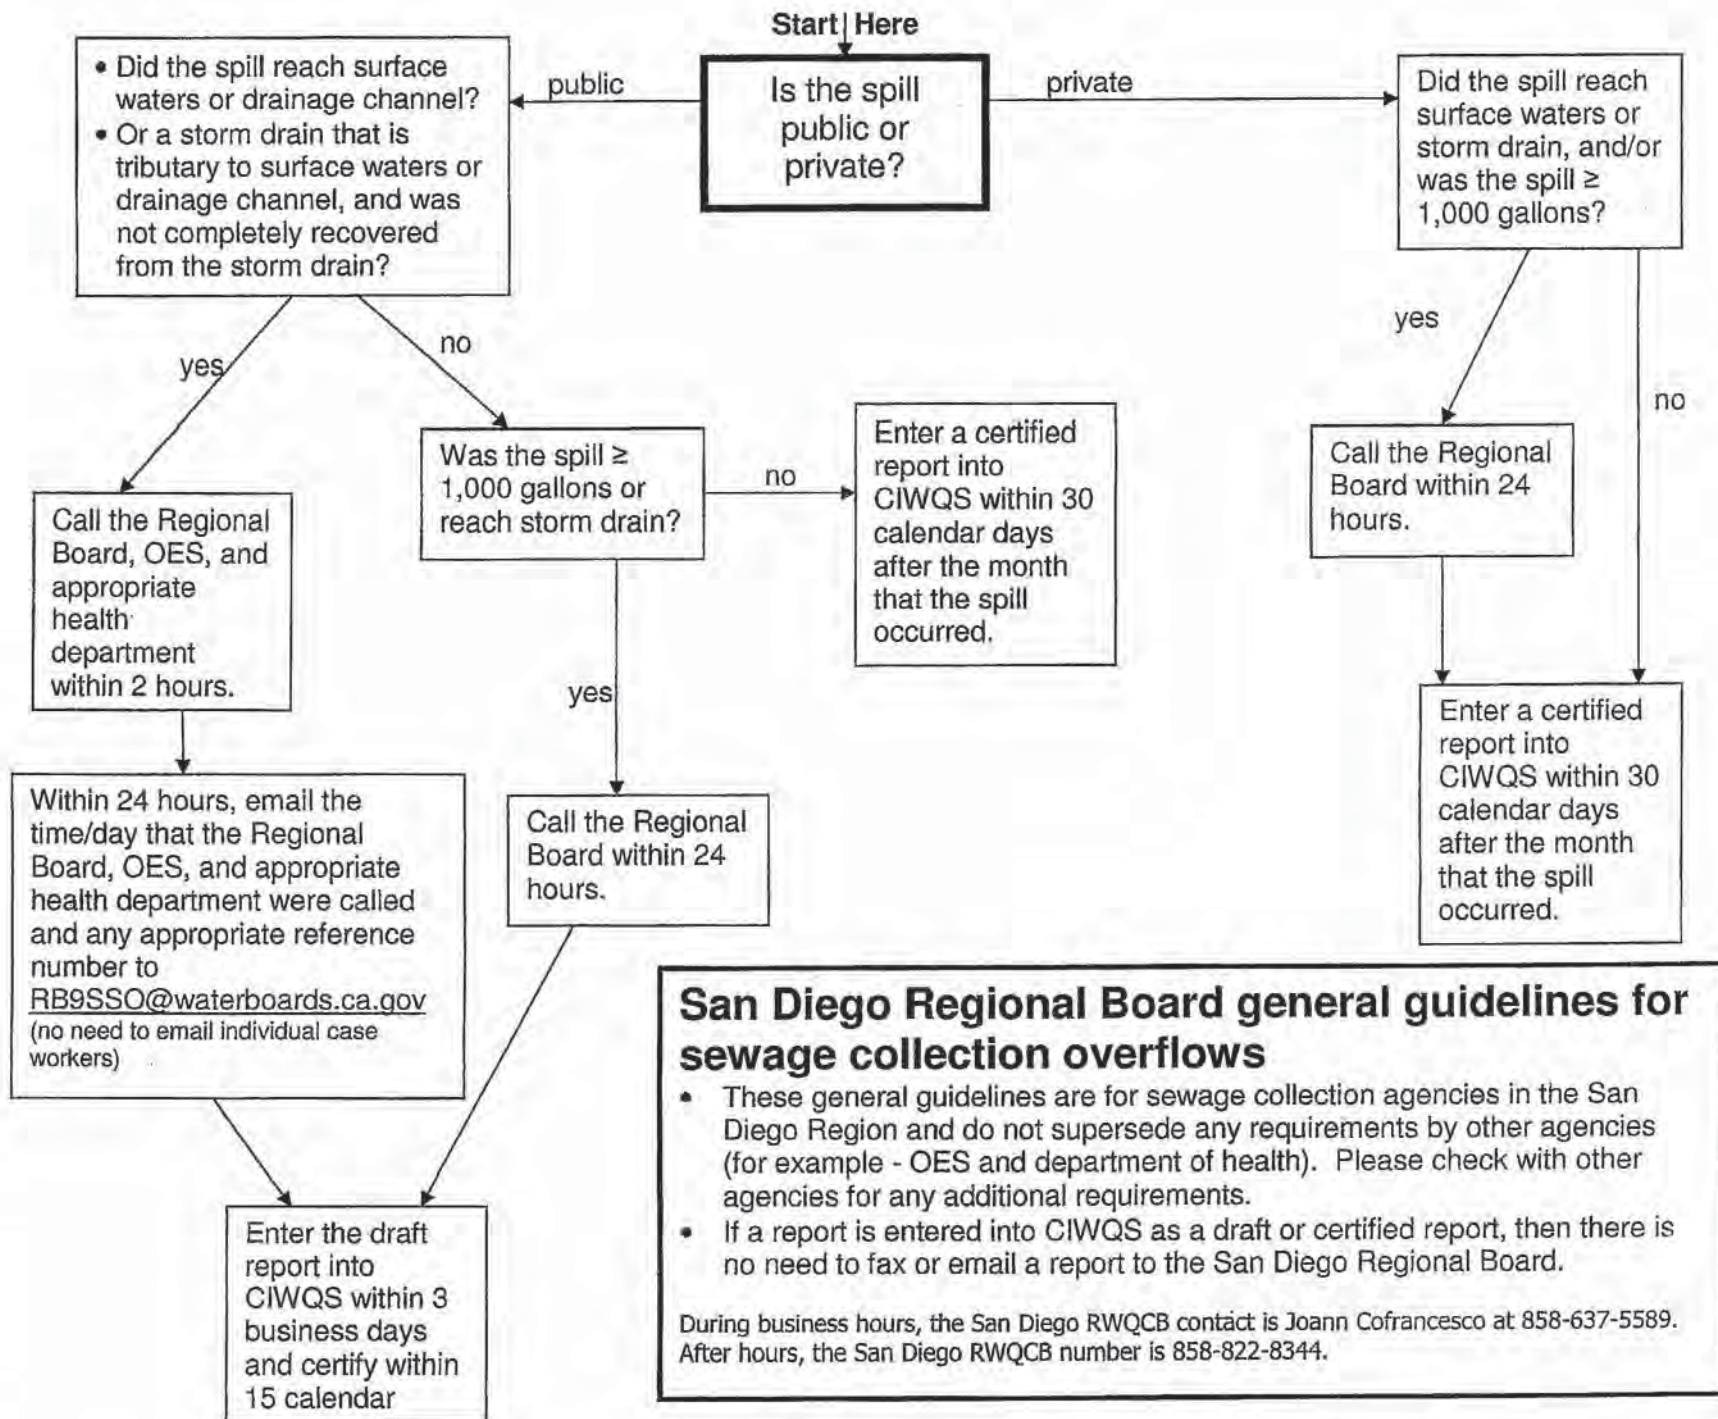 Start Here
Is the spill
public or
private?
public
private
• Did the spill reach surface
waters or drainage channel?
• Or a storm drain that is
tributary to surface waters or
drainage channel, and was
not completely recovered
from the storm drain?
yes
no
Call the Regional
Board, OES, and
appropriate
health
department
within 2 hours.
Within 24 hours, email the
time/day that the Regional
Board, OES, and appropriate
health department were called
and any appropriate reference
number to
RB9SSO@waterboards.ca.gov
(no need to email individual case
workers)
Was the spill ≥
1,000 gallons or
reach storm drain?
no
Enter a certified
report into
CIWQS within 30
calendar days
after the month
that the spill
occurred.
yes
Call the Regional
Board within 24
hours.
Enter the draft
report into
CIWQS within 3
business days
and certify within
15 calendar
Did the spill reach
surface waters or
storm drain, and/or
was the spill ≥
1,000 gallons?
yes
no
Call the Regional
Board within 24
hours.
Enter a certified
report into
CIWQS within 30
calendar days
after the month
that the spill
occurred.
San Diego Regional Board general guidelines for
sewage collection overflows
• These general guidelines are for sewage collection agencies in the San
Diego Region and do not supersede any requirements by other agencies
(for example - OES and department of health). Please check with other
agencies for any additional requirements.
• If a report is entered into CIWQS as a draft or certified report, then there is
no need to fax or email a report to the San Diego Regional Board.
During business hours, the San Diego RWQCB contact is Joann Cofrancesco at 858-637-5589.
After hours, the San Diego RWQCB number is 858-822-8344.